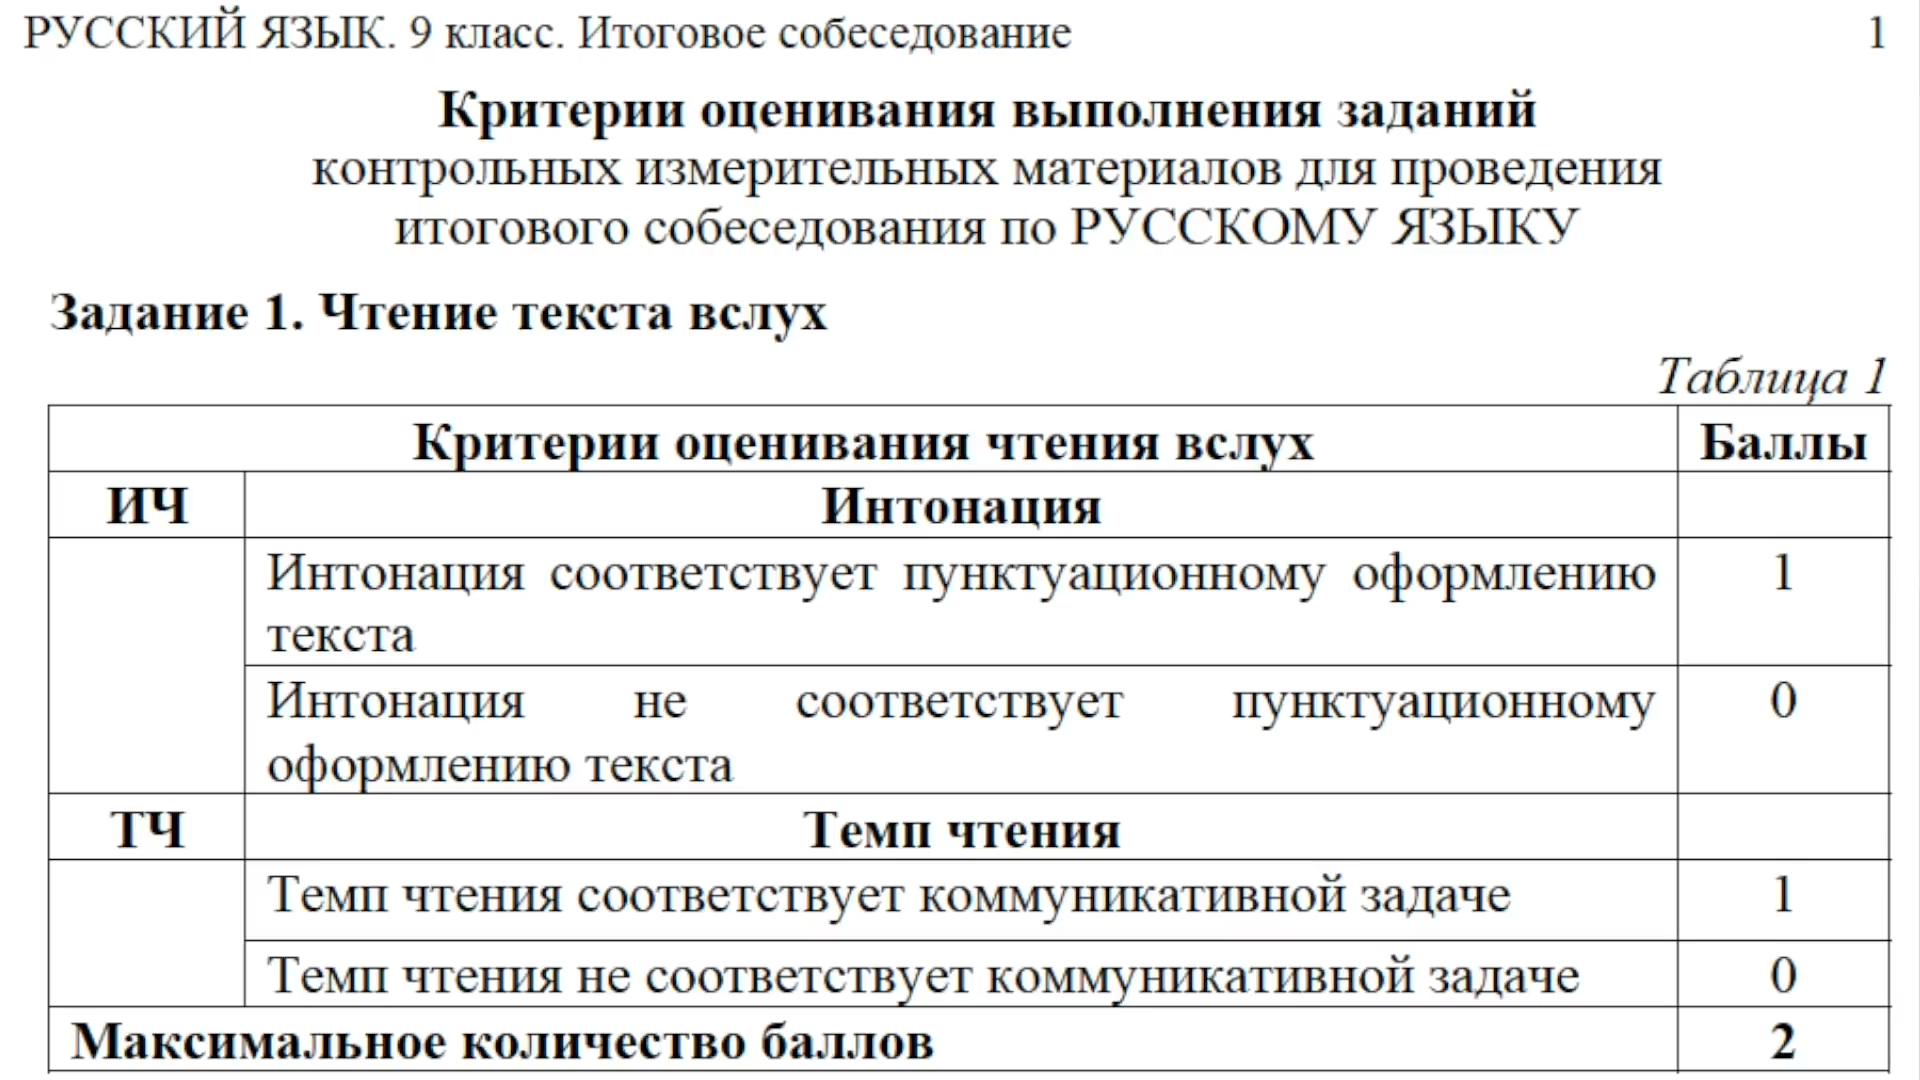 РУССКИЙ ЯЗЫК. 9 класс. Итоговое собеседование 1
Критерии оценивания выполнения заданий
контрольных измерительных материалов для проведения
итогового собеседования по РУССКОМУ ЯЗЫКУ
Задание 1. Чтение текста вслух
Таблица 1
Критерии оценивания чтения вслух Баллы
ИЧ Интонация
Интонация соответствует пунктуационному оформлению 1
текста
Интонация не соответствует пунктуационному 0
оформлению текста
ТЧ Темп чтения
Темп чтения соответствует коммуникативной задаче 1
Темп чтения не соответствует коммуникативной задаче 0
Максимальное количество баллов 2